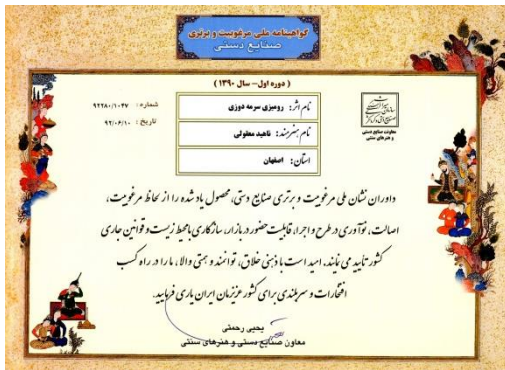 گواهینامه ملی مرغوبیت و برتری
صنایع دستی
( دوره اول- سال ۱۳۹۰ )
شماره: ۹۲۲۸۰/۱۰۴۷
تاریخ: ۹۲/۰۶/۱۰
نام اثر: رومیزی سرمه دوزی
نام هنرمند: ناهید معقولی
استان: اصفهان
معاونت صنایع دستی
و هنرهای سنتی
داوران نشان ملی مرغوبیت و برتری صنایع دستی، محصول یاد شده را از لحاظ مرغوبیت،
اصالت، نوآوری در طرح و اجرا، قابلیت حضور در بازار، سازگاری با محیط زیست و قوانین جاری
کشور تایید می نمایند. امید است با ذهنی خلاق، توانمند و همتی والا، ما را در راه کسب
افتخارات و سربلندی برای کشور عزیزمان ایران یاری فرمایید.
یحیی رحمتی
معاون صنایع دستی و هنرهای سنتی